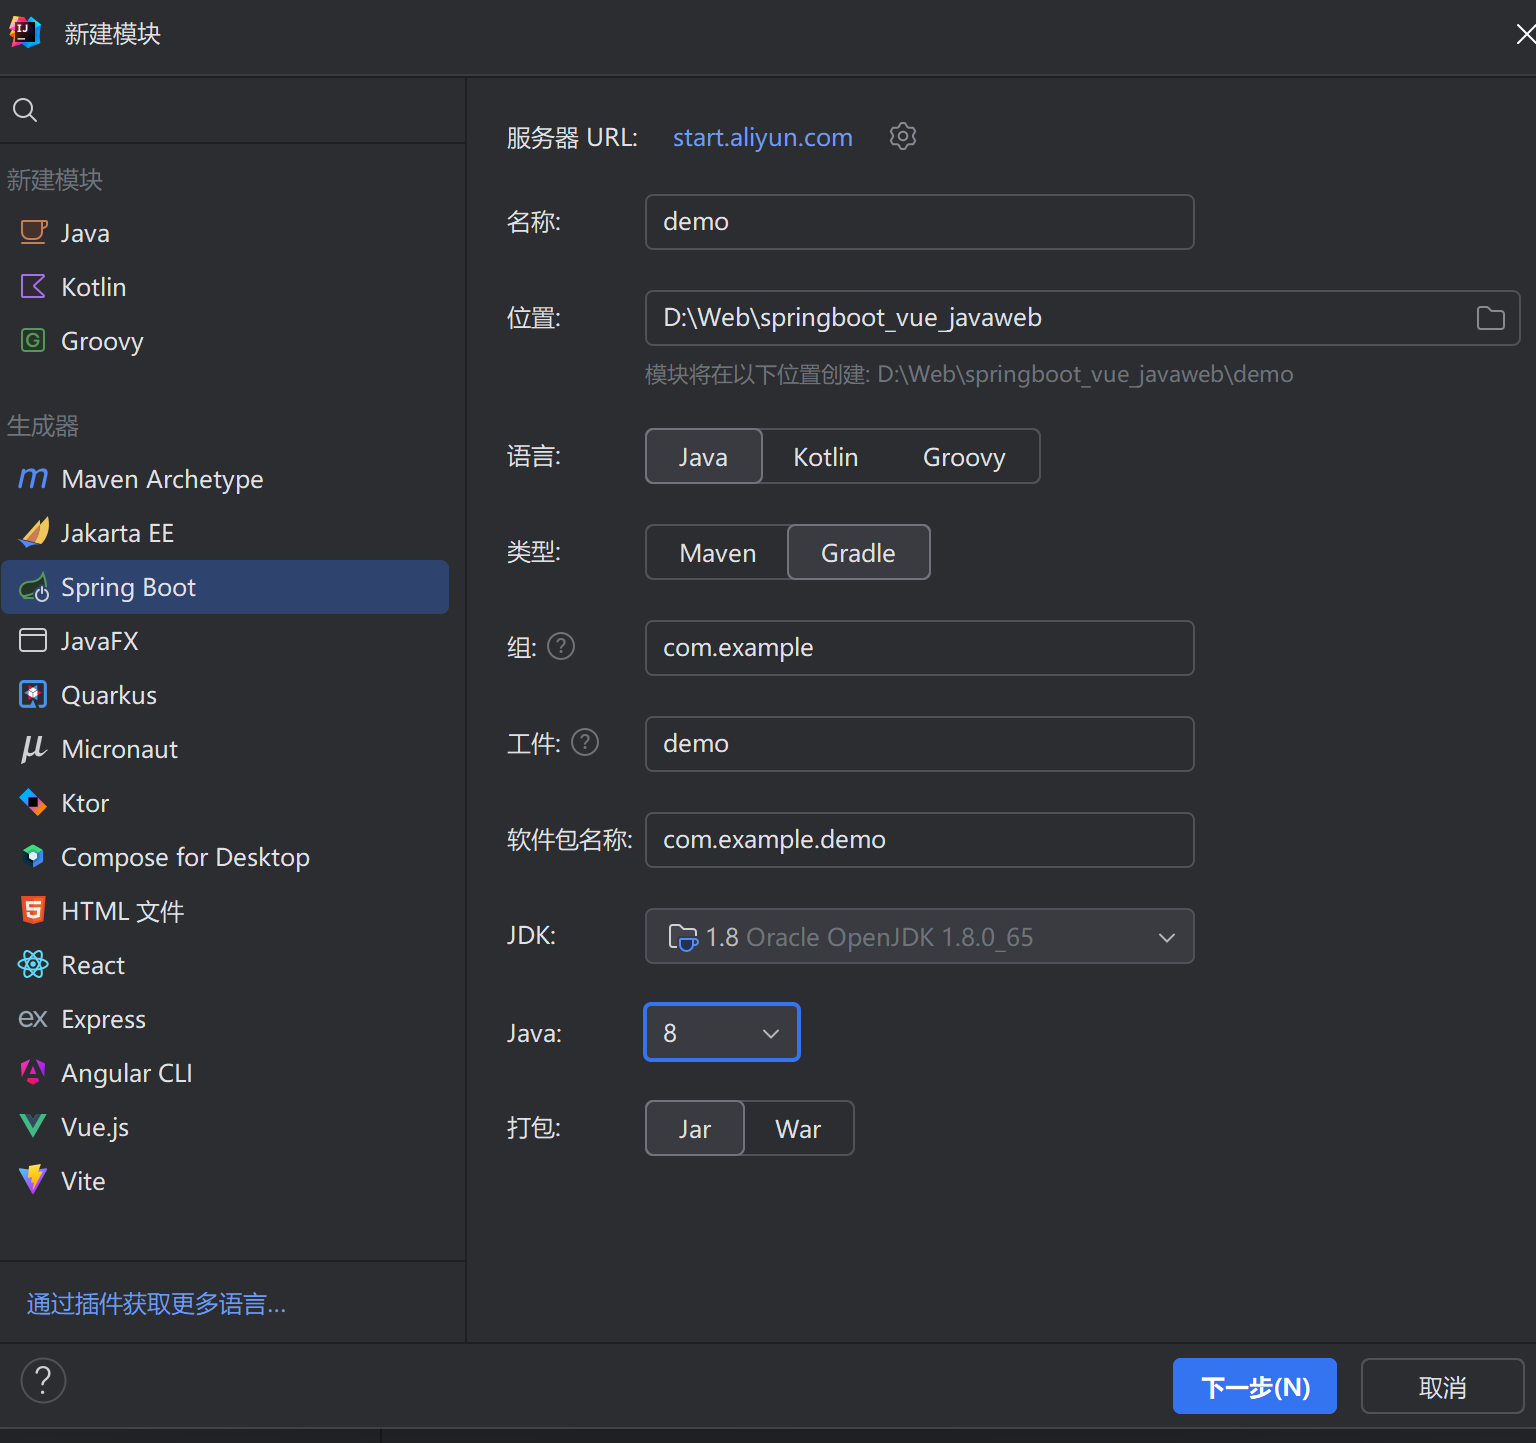 新建模块
新建模块
Java
Kotlin
Groovy
生成器
Maven Archetype
Jakarta EE
Spring Boot
JavaFX
Quarkus
Micronaut
Ktor
Compose for Desktop
HTML 文件
React
Express
Angular CLI
Vue.js
Vite
通过插件获取更多语言...
服务器 URL: start.aliyun.com
名称: demo
位置: D:\Web\springboot_vue_javaweb
模块将在以下位置创建: D:\Web\springboot_vue_javaweb\demo
语言: Java Kotlin Groovy
类型: Maven Gradle
组: ? com.example
工件: ? demo
软件包名称: com.example.demo
JDK: 1.8 Oracle OpenJDK 1.8.0_65
Java: 8
打包: Jar War
? 下一步(N) 取消